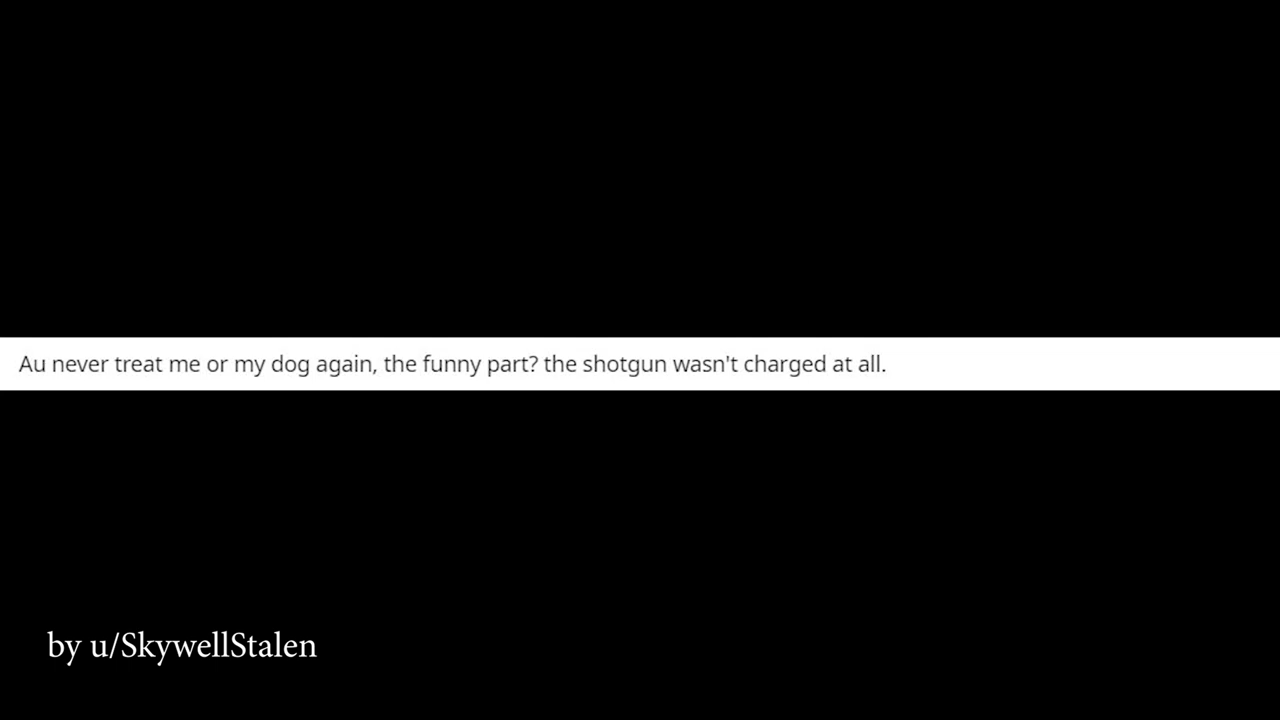 Au never treat me or my dog again, the funny part? the shotgun wasn't charged at all.
by u/SkywellStalen